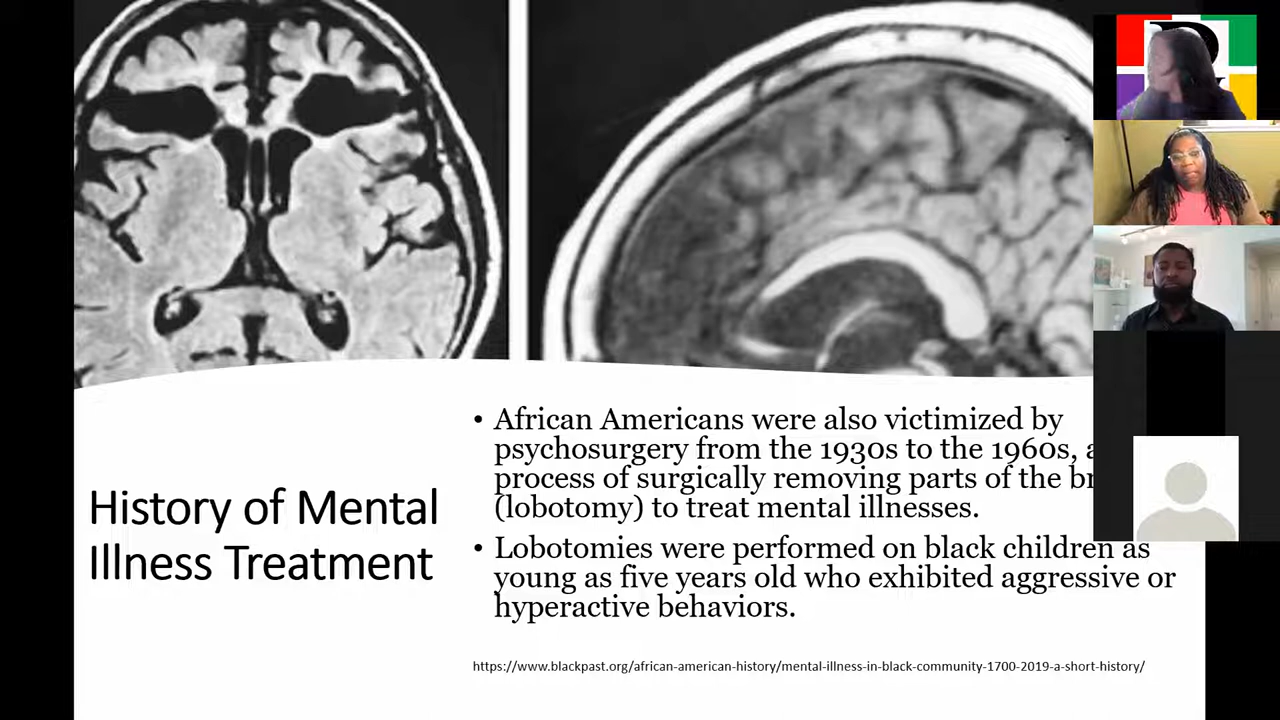 • African Americans were also victimized by
psychosurgery from the 1930s to the 1960s, a
process of surgically removing parts of the
(lobotomy) to treat mental illnesses.
• Lobotomies were performed on black children as
young as five years old who exhibited aggressive or
hyperactive behaviors.
History of Mental
Illness Treatment
https://www.blackpast.org/african-american-history/mental-illness-in-black-community-1700-2019-a-short-history/